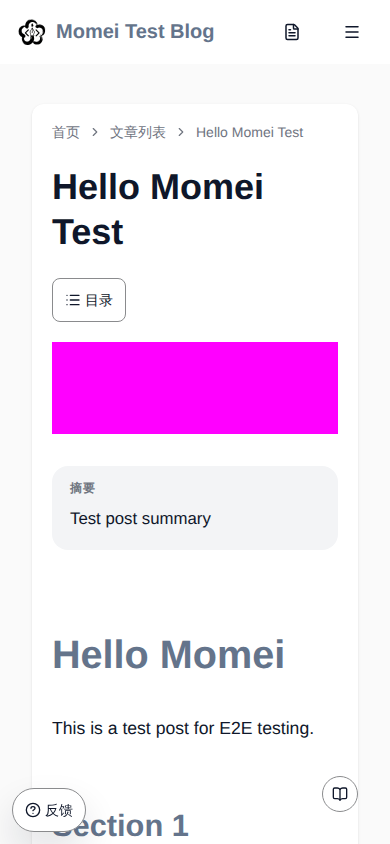 Momei Test Blog
首页 > 文章列表 > Hello Momei Test
Hello Momei
Test
目录
摘要
Test post summary
Hello Momei
This is a test post for E2E testing.
Section 1
反馈